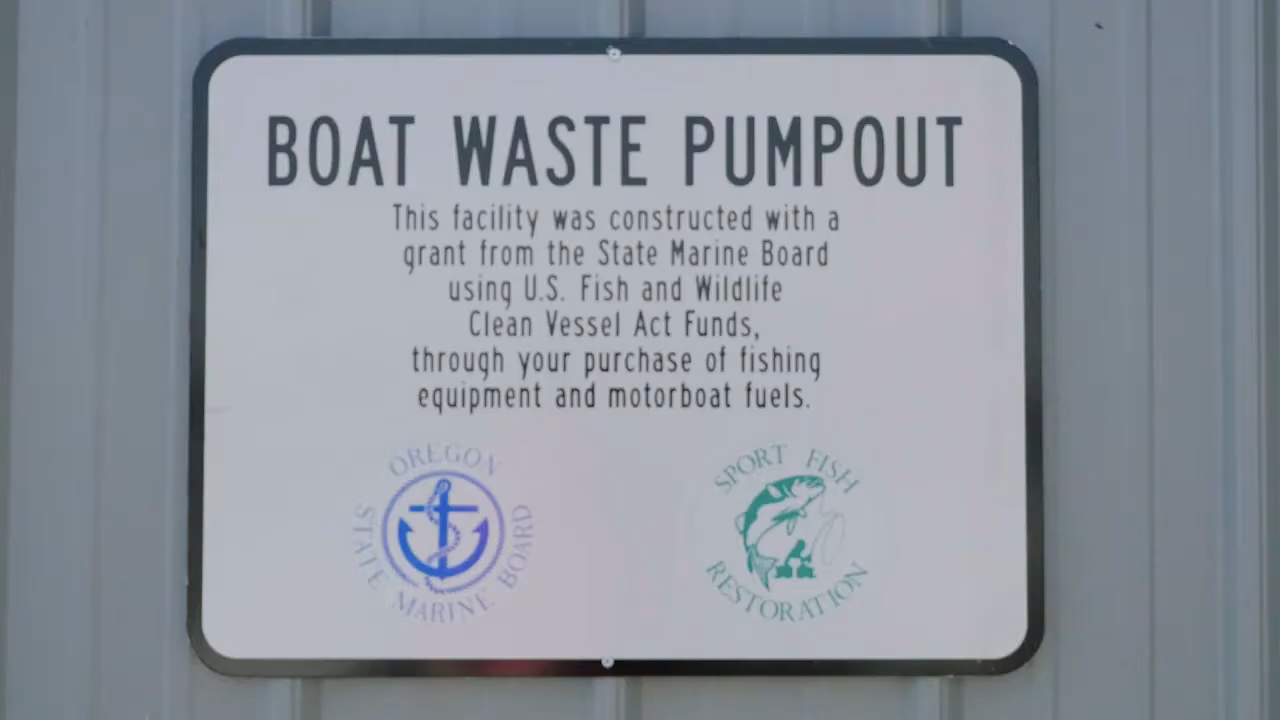 BOAT WASTE PUMPOUT
This facility was constructed with a
grant from the State Marine Board
using U.S. Fish and Wildlife
Clean Vessel Act Funds,
through your purchase of fishing
equipment and motorboat fuels.
OREGON
STATE MARINE BOARD
SPORT FISH
RESTORATION